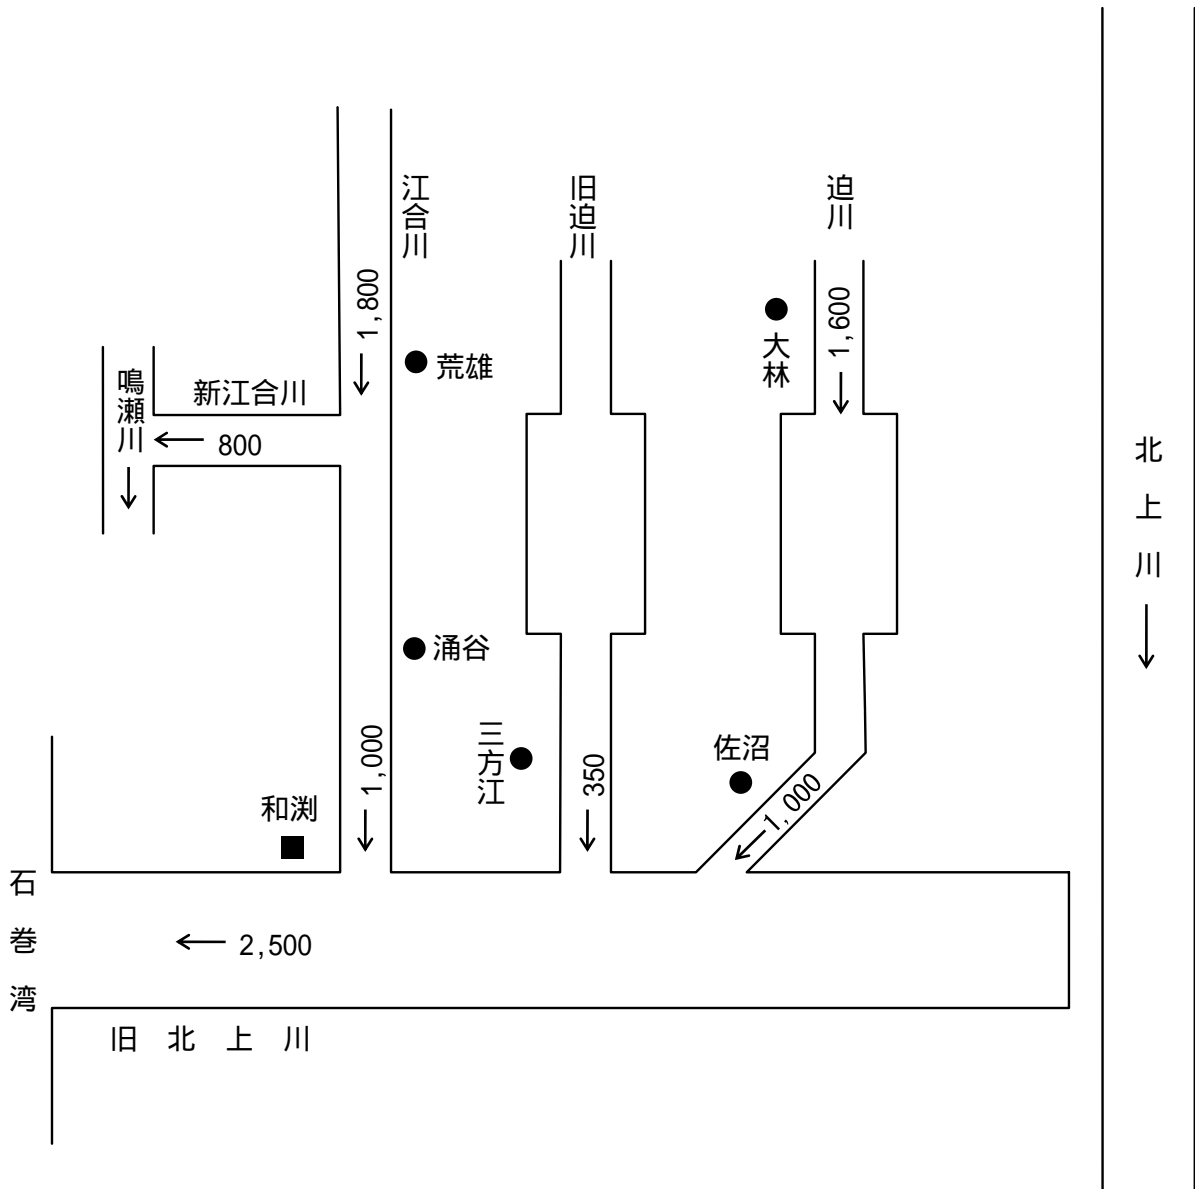 江合川
旧迫川
迫川
1,800
1,600
荒雄
大林
鳴瀬川
新江合川
800
北上川
涌谷
三方江
佐沼
1,000
350
1,000
和渕
石巻湾
2,500
旧北上川